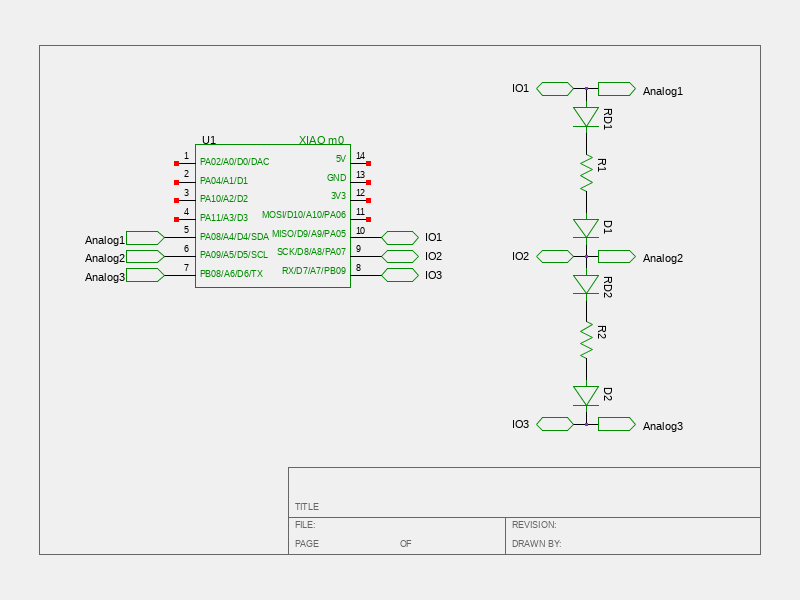 U1 XIAO m0
1 PA02/A0/D0/DAC 5V 14
2 PA04/A1/D1 GND 13
3 PA10/A2/D2 3V3 12
4 PA11/A3/D3 MOSI/D10/A10/PA06 11
Analog1 5 PA08/A4/D4/SDA MISO/D9/A9/PA05 10 IO1
Analog2 6 PA09/A5/D5/SCL SCK/D8/A8/PA07 9 IO2
Analog3 7 PB08/A6/D6/TX RX/D7/A7/PB09 8 IO3
IO1 Analog1
RD1
R1
D1
IO2 Analog2
RD2
R2
D2
IO3 Analog3
TITLE
FILE: REVISION:
PAGE OF DRAWN BY: